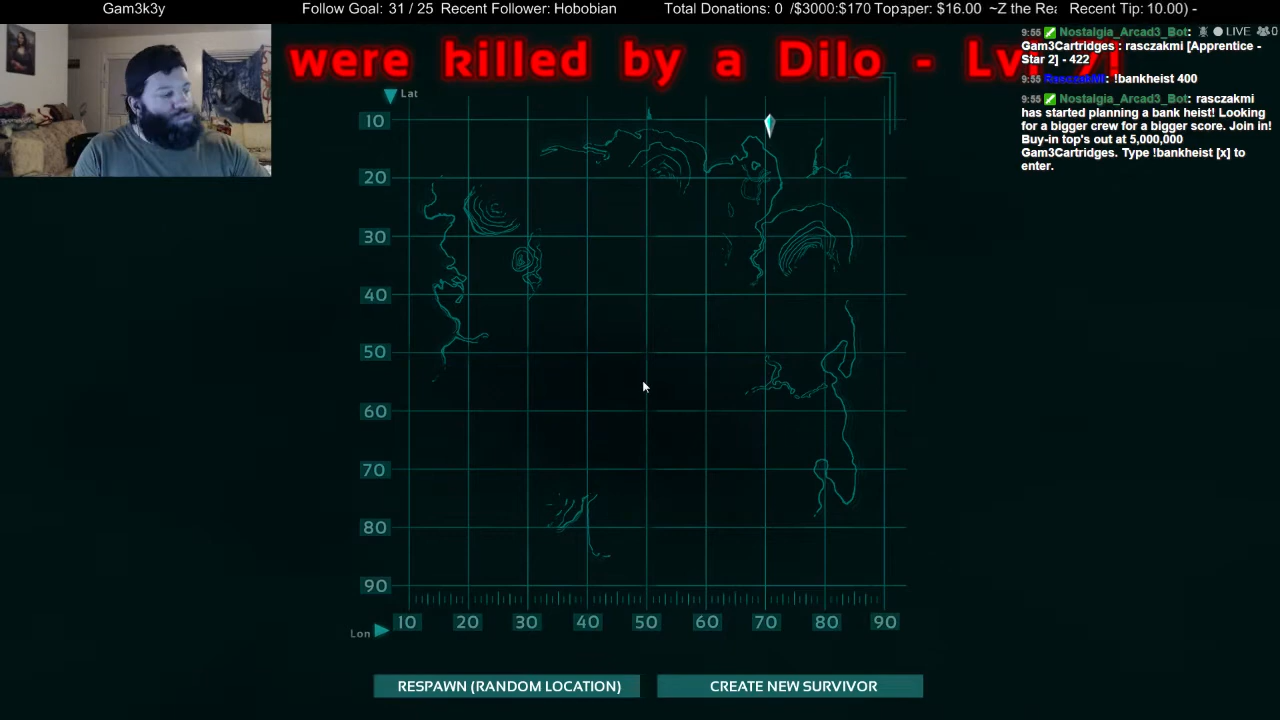 Gam3k3y
Follow Goal: 31 / 25 Recent Follower: Hobobian
Total Donations: 0 /$3000:$170 Topзper: $16.00 ~Z the Rea
Recent Tip: 10.00) -
were killed by a Dilo - Lv
9:55 Nostalgia_Arcad3_Bot: LIVE 0
Gam3Cartridges : rasczakmi [Apprentice -
Star 2] - 422
9:55 : !bankheist 400
9:55 Nostalgia_Arcad3_Bot: rasczakmi
has started planning a bank heist! Looking
for a bigger crew for a bigger score. Join in!
Buy-in top's out at 5,000,000
Gam3Cartridges. Type !bankheist [x] to
enter.
Lat
10
20
30
40
50
60
70
80
90
10 20 30 40 50 60 70 80 90
Lon
RESPAWN (RANDOM LOCATION)
CREATE NEW SURVIVOR